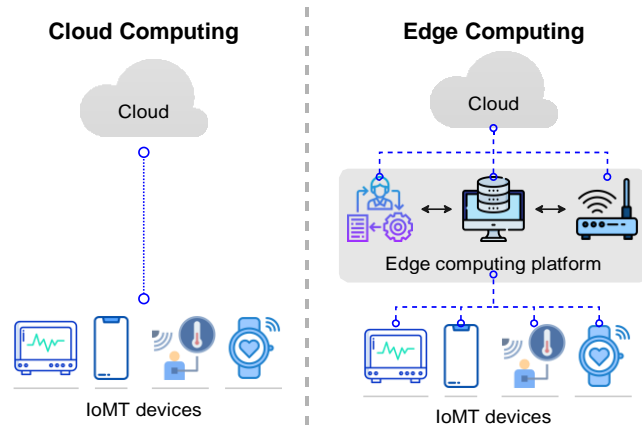 Cloud Computing
Cloud
IoMT devices
Edge Computing
Cloud
Edge computing platform
IoMT devices